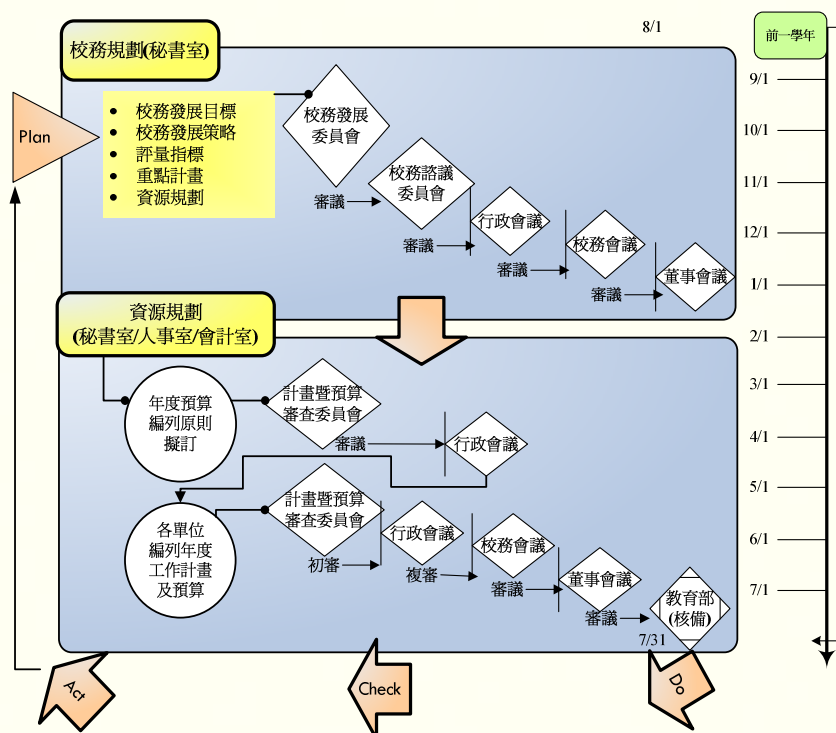 8/1
前一學年
校務規劃(秘書室)
Plan
• 校務發展目標
• 校務發展策略
• 評量指標
• 重點計畫
• 資源規劃
校務發展
委員會
審議
校務諮議
委員會
審議
行政會議
審議
校務會議
審議
董事會議
資源規劃
(秘書室/人事室/會計室)
年度預算
編列原則
擬訂
計畫暨預算
審查委員會
審議
行政會議
各單位
編列年度
工作計畫
及預算
計畫暨預算
審查委員會
初審
行政會議
複審
校務會議
審議
董事會議
審議
教育部
(核備)
7/31
9/1
10/1
11/1
12/1
1/1
2/1
3/1
4/1
5/1
6/1
7/1
Act
Check
Do